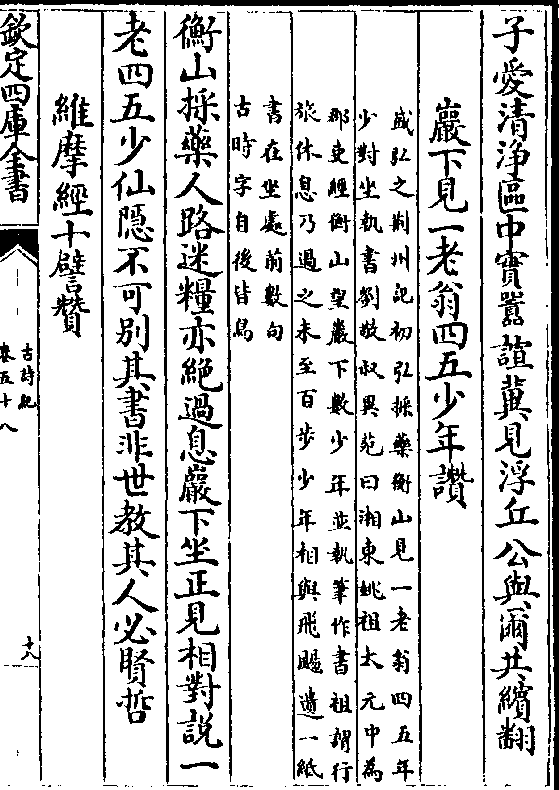 子愛清浄區中實囂諠冀見浮丘公與爾共繽翻
巖下見一老翁四五少年讚
盛弘之荆州記初弘採藥衡山見一老翁四五年
少對坐執書劉敬叔異苑曰湘東姚祖太元中為
郡吏經衡山望巖下數少年並執筆作書祖謂行
旅休息乃過之未至百歩少年相與飛颺遺一紙
書在坐處前數句
古時字自後皆鳥
衡山採藥人路迷糧亦絶過息巖下坐正見相對說一
老四五少仙隠不可别其書非世教其人必賢哲
維摩經十譬讚
欽定四庫全書
古詩紀
卷五十八
十八